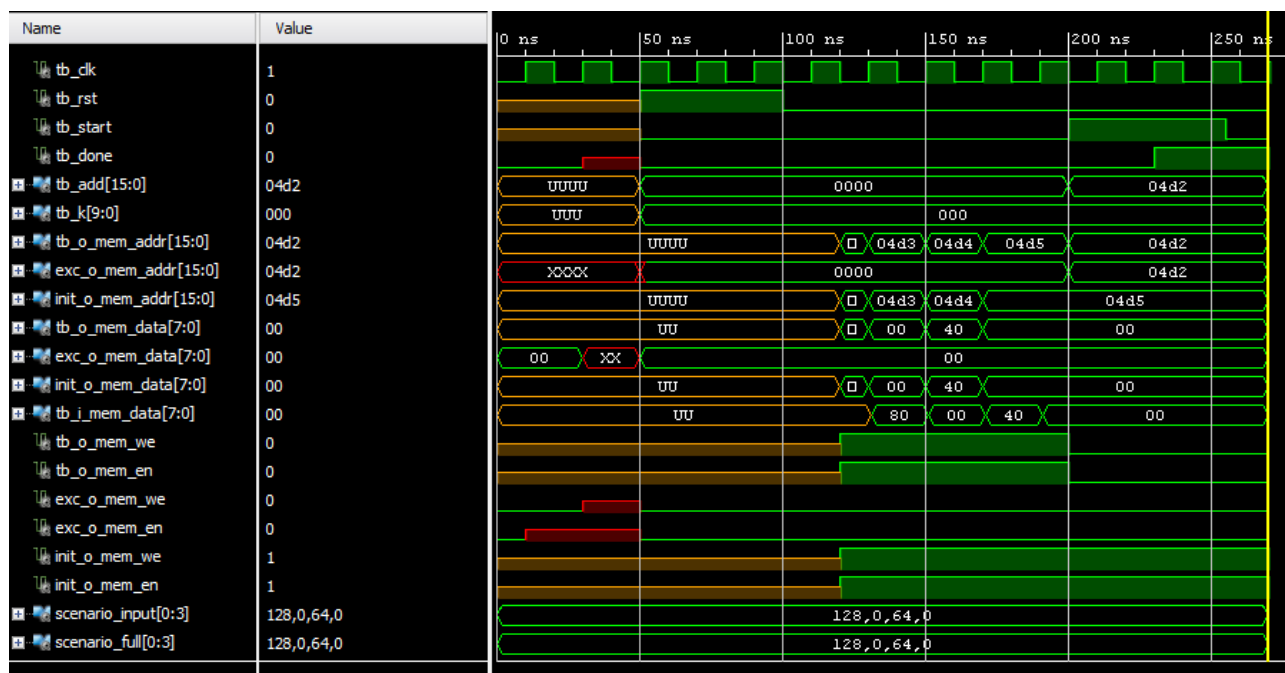 Name Value 0 ns 50 ns 100 ns 150 ns 200 ns 250 ns
tb_clk 1
tb_rst 0
tb_start 0
tb_done 0
tb_add[15:0] 04d2 UUUU 0000 04d2
tb_k[9:0] 000 UUU 000
tb_o_mem_addr[15:0] 04d2 UUUU 04d3 04d4 04d5 04d2
exc_o_mem_addr[15:0] 04d2 XXXX 0000 04d2
init_o_mem_addr[15:0] 04d5 UUUU 04d3 04d4 04d5
tb_o_mem_data[7:0] 00 UU 00 40 00
exc_o_mem_data[7:0] 00 00 XX 00
init_o_mem_data[7:0] 00 UU 00 40 00
tb_i_mem_data[7:0] 00 UU 80 00 40 00
tb_o_mem_we 0
tb_o_mem_en 0
exc_o_mem_we 0
exc_o_mem_en 0
init_o_mem_we 1
init_o_mem_en 1
scenario_input[0:3] 128,0,64,0 128,0,64,0
scenario_full[0:3] 128,0,64,0 128,0,64,0